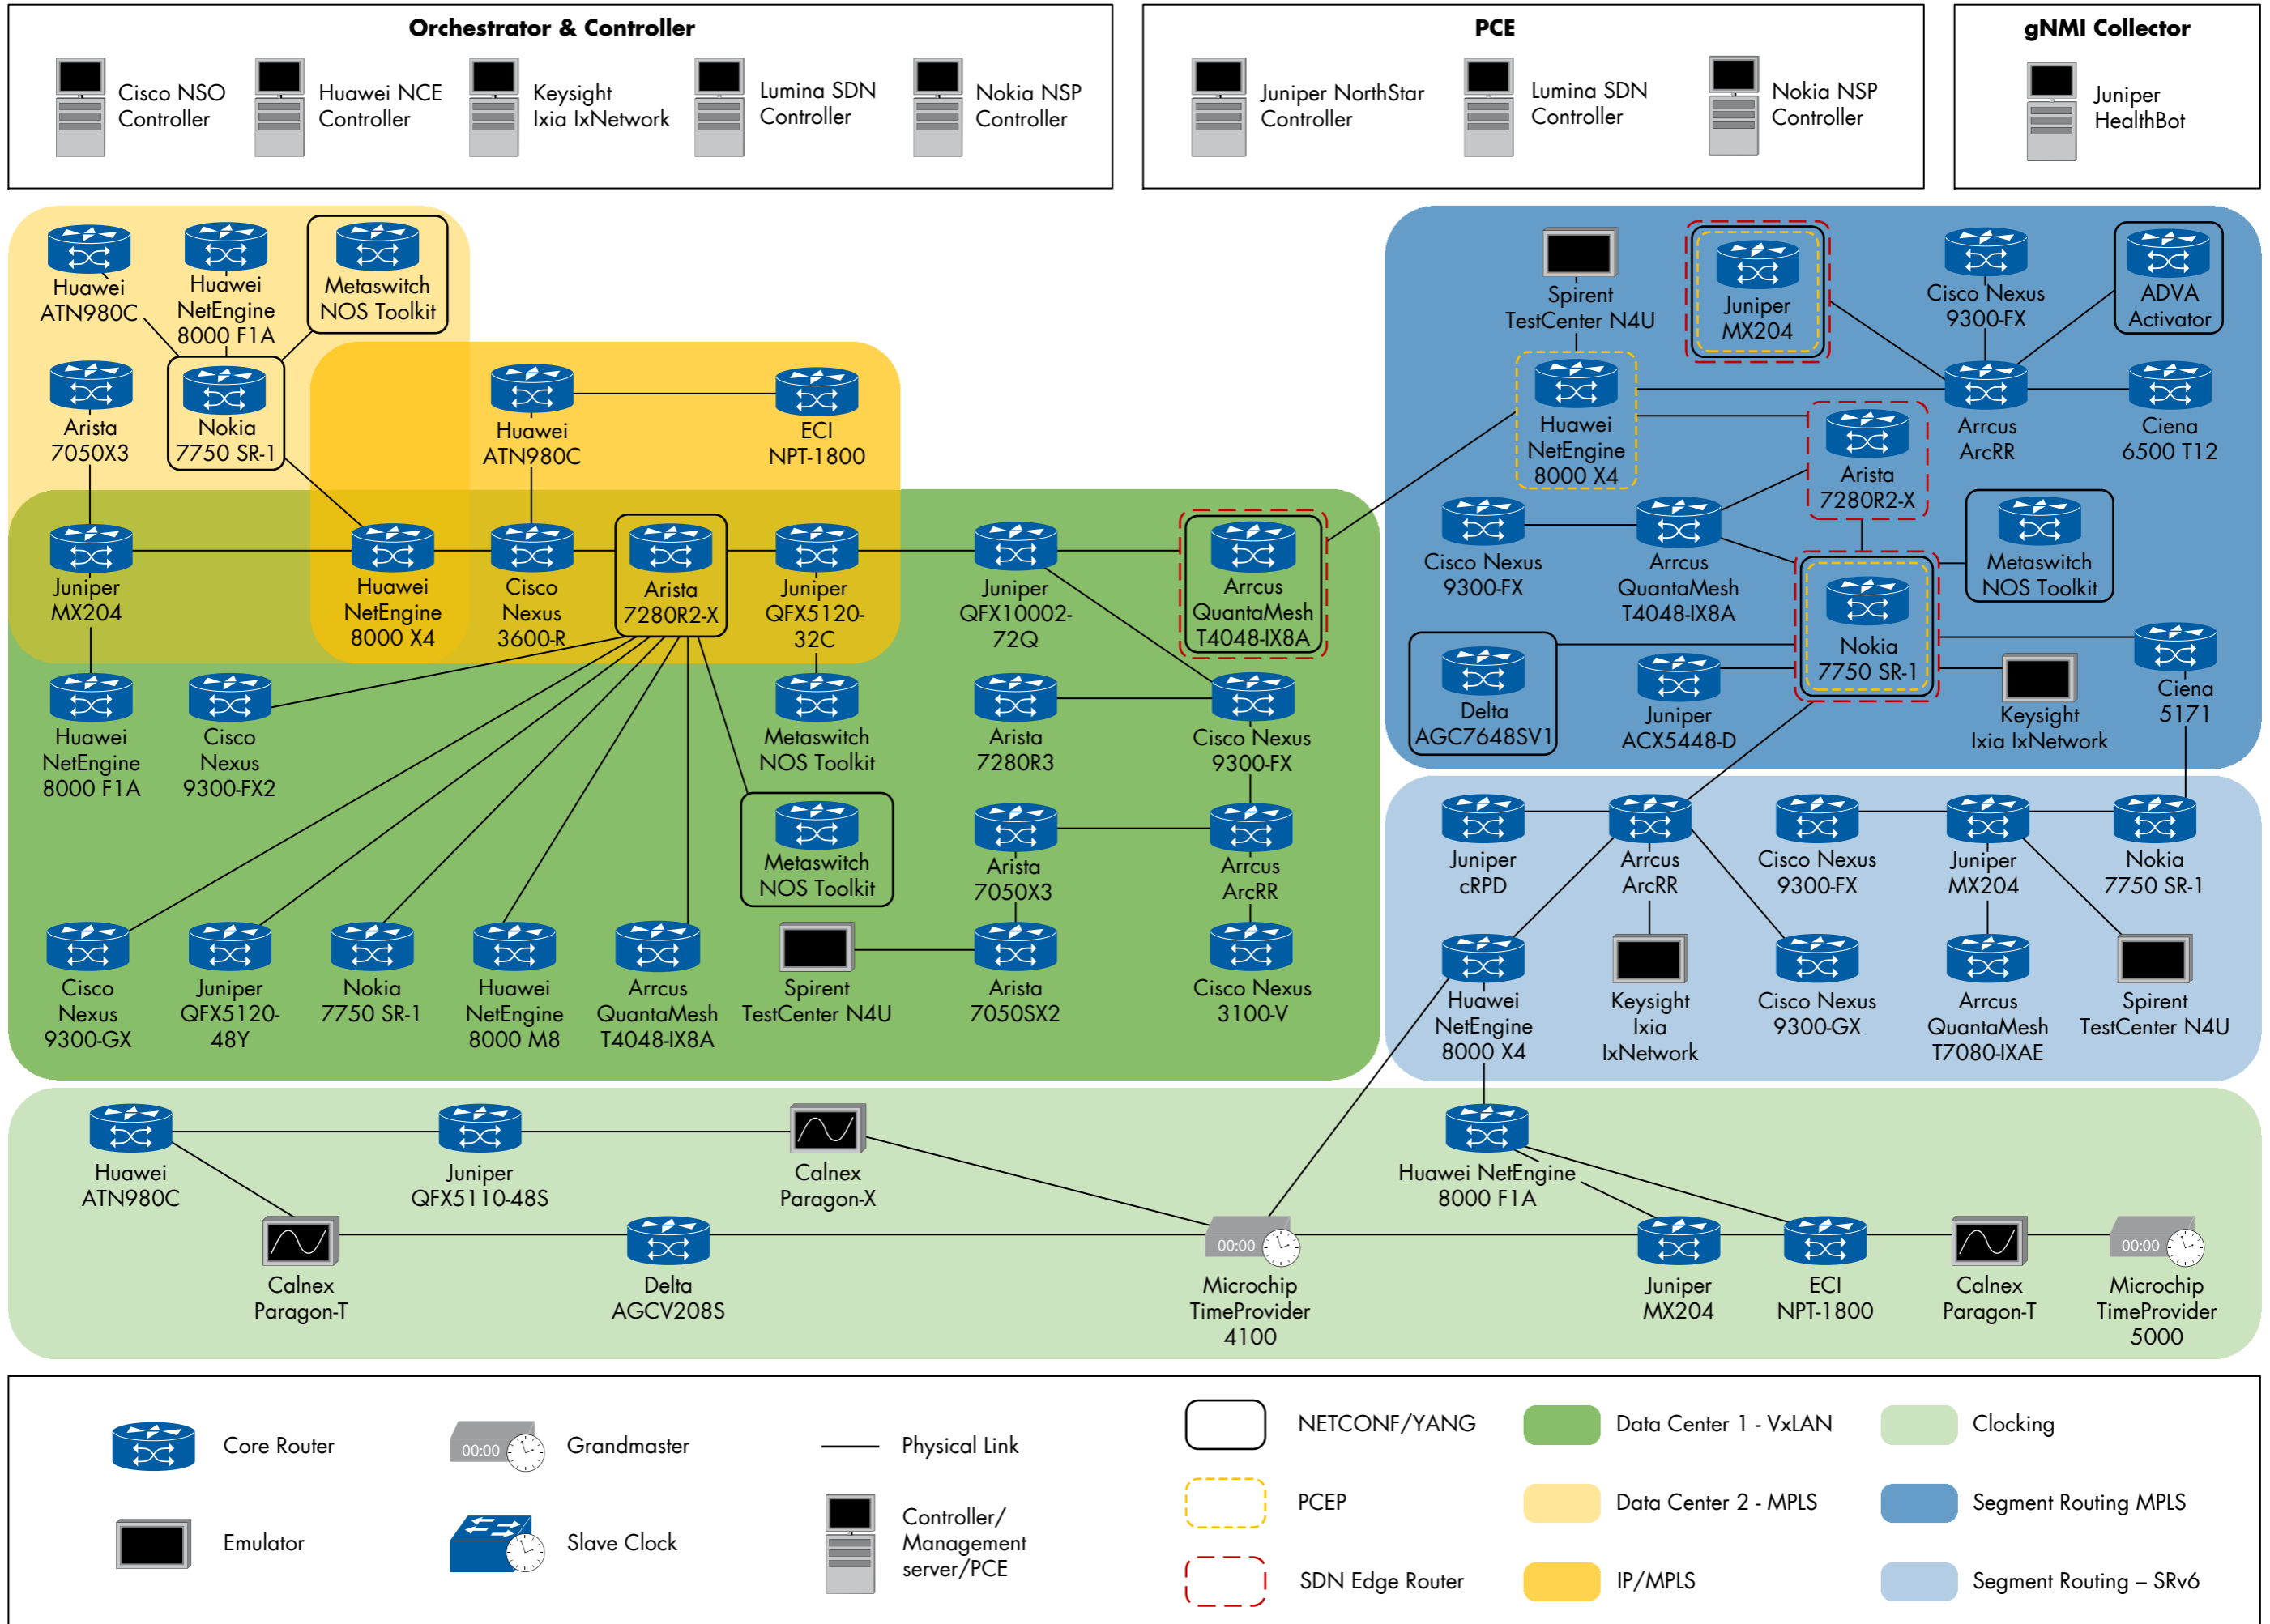 Orchestrator & Controller
Cisco NSO
Controller
Huawei NCE
Controller
Keysight
Ixia IxNetwork
Lumina SDN
Controller
Nokia NSP
Controller
PCE
Juniper NorthStar
Controller
Lumina SDN
Controller
Nokia NSP
Controller
gNMI Collector
Juniper
HealthBot
Huawei
ATN980C
Huawei
NetEngine
8000 F1A
Metaswitch
NOS Toolkit
Arista
7050X3
Nokia
7750 SR-1
Huawei
ATN980C
ECI
NPT-1800
Juniper
MX204
Huawei
NetEngine
8000 X4
Cisco
Nexus
3600-R
Arista
7280R2-X
Juniper
QFX5120-
32C
Juniper
QFX10002-
72Q
Arrcus
QuantaMesh
T4048-IX8A
Huawei
NetEngine
8000 F1A
Cisco
Nexus
9300-FX2
Metaswitch
NOS Toolkit
Arista
7280R3
Cisco Nexus
9300-FX
Metaswitch
NOS Toolkit
Arista
7050X3
Arrcus
ArcRR
Cisco
Nexus
9300-GX
Juniper
QFX5120-
48Y
Nokia
7750 SR-1
Huawei
NetEngine
8000 M8
Arrcus
QuantaMesh
T4048-IX8A
Spirent
TestCenter N4U
Arista
7050SX2
Cisco Nexus
3100-V
Spirent
TestCenter N4U
Juniper
MX204
Cisco Nexus
9300-FX
ADVA
Activator
Huawei
NetEngine
8000 X4
Arista
7280R2-X
Arrcus
ArcRR
Ciena
6500 T12
Cisco Nexus
9300-FX
Arrcus
QuantaMesh
T4048-IX8A
Metaswitch
NOS Toolkit
Nokia
7750 SR-1
Delta
AGC7648SV1
Juniper
ACX5448-D
Keysight
Ixia IxNetwork
Ciena
5171
Juniper
cRPD
Arrcus
ArcRR
Cisco Nexus
9300-FX
Juniper
MX204
Nokia
7750 SR-1
Huawei
NetEngine
8000 X4
Keysight
Ixia
IxNetwork
Cisco Nexus
9300-GX
Arrcus
QuantaMesh
T7080-IXAE
Spirent
TestCenter N4U
Huawei
ATN980C
Juniper
QFX5110-48S
Calnex
Paragon-X
Huawei NetEngine
8000 F1A
Calnex
Paragon-T
Delta
AGCV208S
00:00
Microchip
TimeProvider
4100
Juniper
MX204
ECI
NPT-1800
Calnex
Paragon-T
00:00
Microchip
TimeProvider
5000
Core Router
00:00
Grandmaster
Physical Link
NETCONF/YANG
Data Center 1 - VxLAN
Clocking
Emulator
Slave Clock
Controller/
Management
server/PCE
PCEP
Data Center 2 - MPLS
Segment Routing MPLS
SDN Edge Router
IP/MPLS
Segment Routing – SRv6